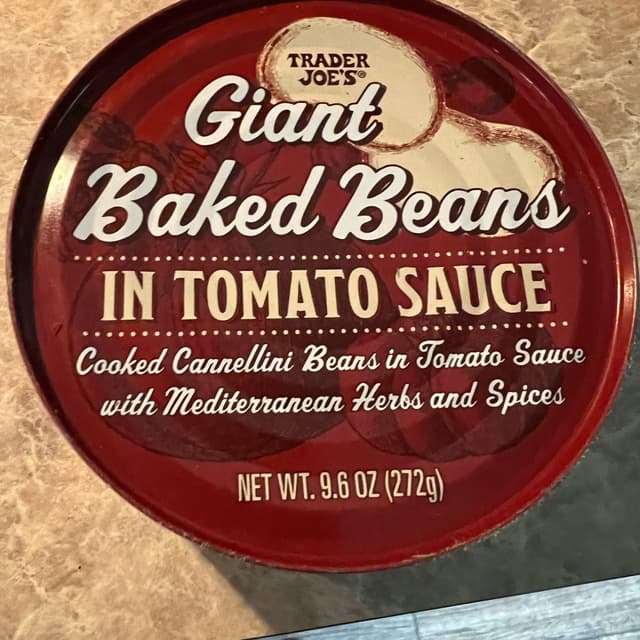 TRADER
JOE'S®
Giant
Baked Beans
IN TOMATO SAUCE
Cooked Cannellini Beans in Tomato Sauce
with Mediterranean Herbs and Spices
NET WT. 9.6 OZ (272g)